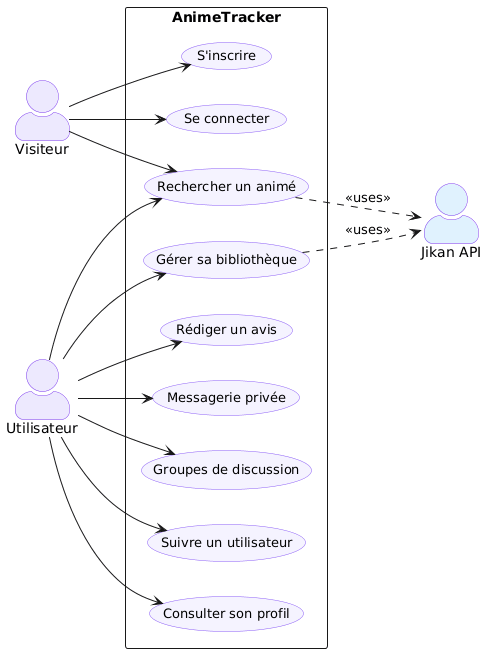 AnimeTracker
S'inscrire
Se connecter
Visiteur
Rechercher un animé
«uses»
«uses»
Jikan API
Gérer sa bibliothèque
Rédiger un avis
Messagerie privée
Utilisateur
Groupes de discussion
Suivre un utilisateur
Consulter son profil